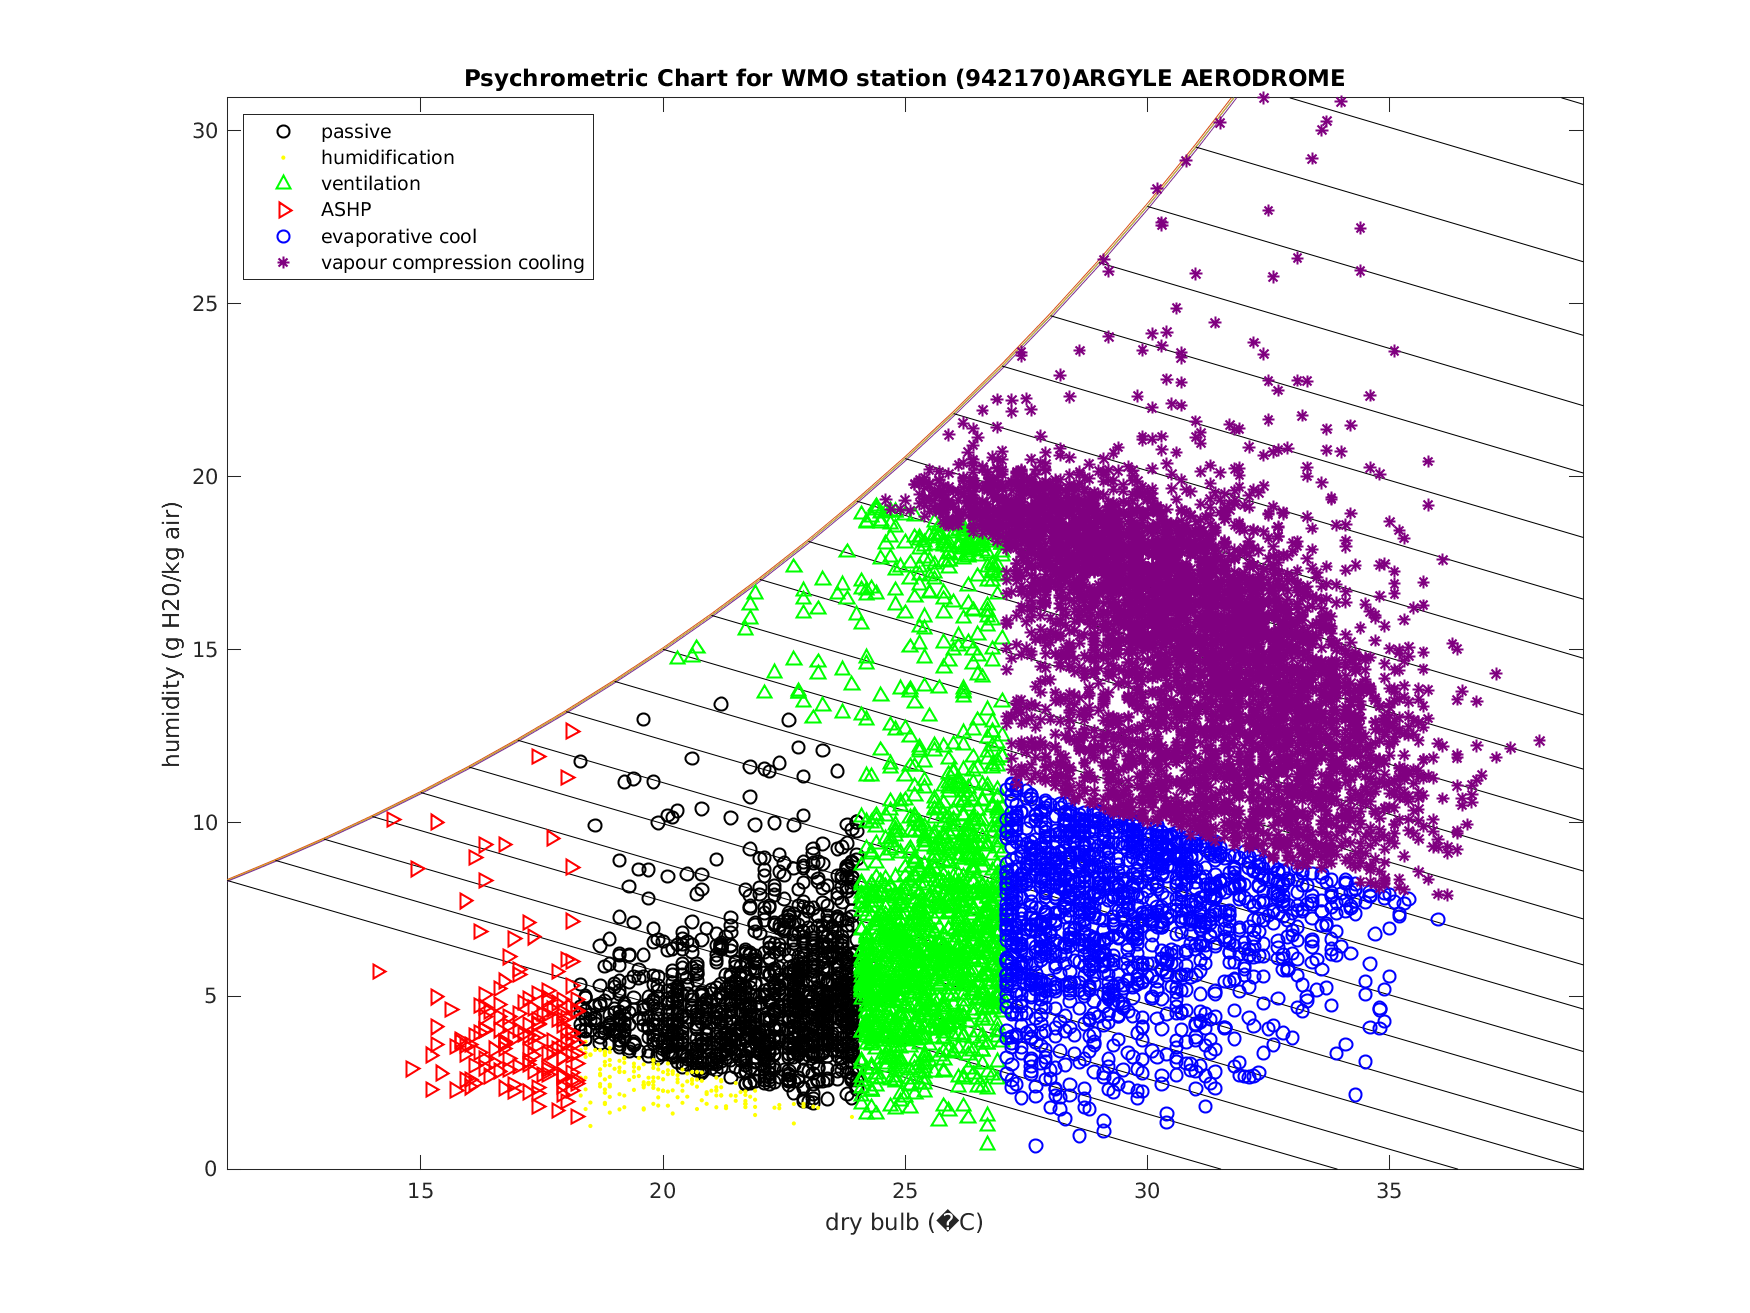 Psychrometric Chart for WMO station (942170)ARGYLE AERODROME
passive
humidification
ventilation
ASHP
evaporative cool
vapour compression cooling
humidity (g H20/kg air)
30
25
20
15
10
5
0
15 20 25 30 35
dry bulb (�C)